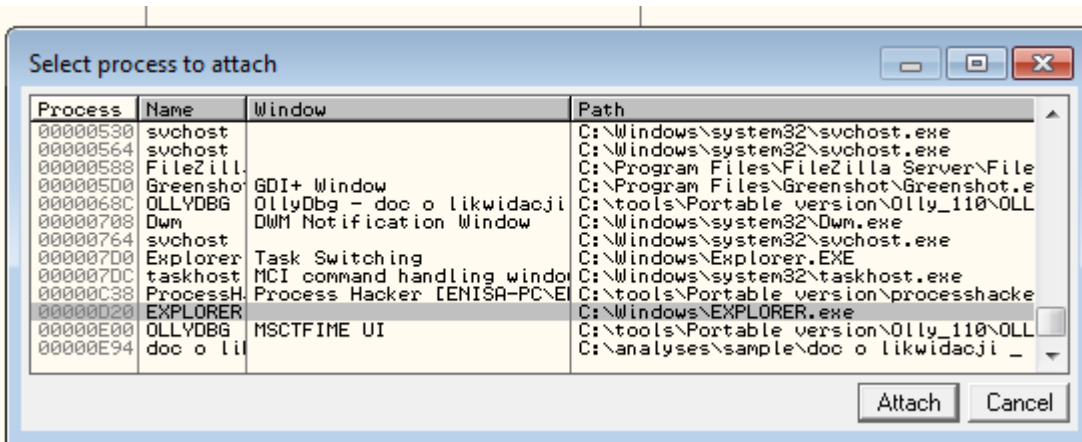 Select process to attach
Process Name Window Path
00000530 svchost C:\Windows\system32\svchost.exe
00000564 svchost C:\Windows\system32\svchost.exe
00000588 FileZill. C:\Program Files\FileZilla Server\File
000005D0 Greensho GDI+ Window C:\Program Files\Greenshot\Greenshot.e
0000068C OLLYDBG OllyDbg - doc o likwidacji C:\tools\Portable version\Olly_110\OLL
00000708 Dwm DWM Notification Window C:\Windows\system32\Dwm.exe
00000764 svchost C:\Windows\system32\svchost.exe
000007D0 Explorer Task Switching C:\Windows\Explorer.EXE
000007DC taskhost MCI command handling window C:\Windows\system32\taskhost.exe
00000C38 ProcessH. Process Hacker [ENISA-PC\E C:\tools\Portable version\processhacke
00000D20 EXPLORER C:\Windows\EXPLORER.exe
00000E00 OLLYDBG MSCTFIME UI C:\tools\Portable version\Olly_110\OLL
00000E94 doc o lik C:\analyses\sample\doc o likwidacji _
Attach Cancel